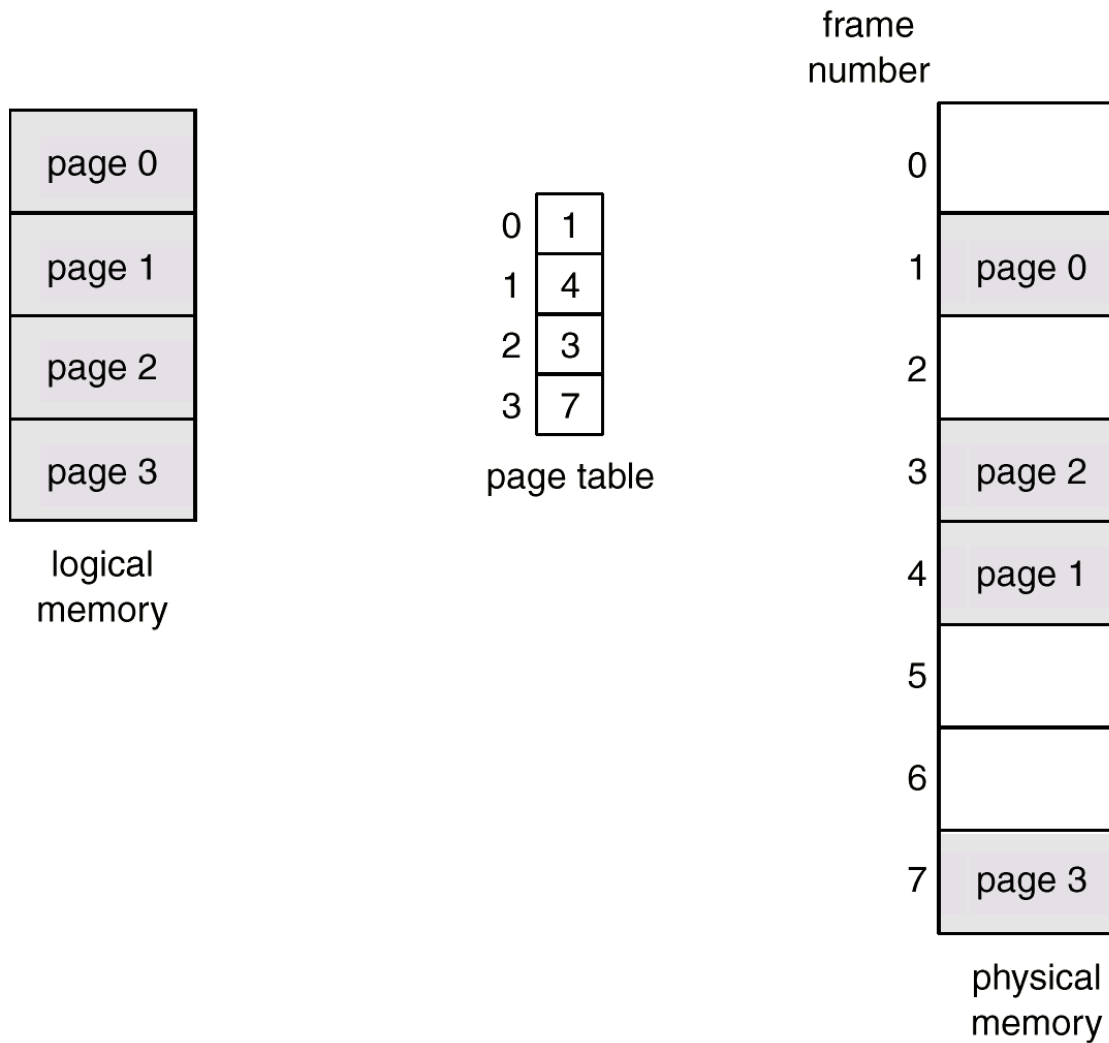 page 0
page 1
page 2
page 3
logical
memory
0 1
1 4
2 3
3 7
page table
frame
number
0
1 page 0
2
3 page 2
4 page 1
5
6
7 page 3
physical
memory